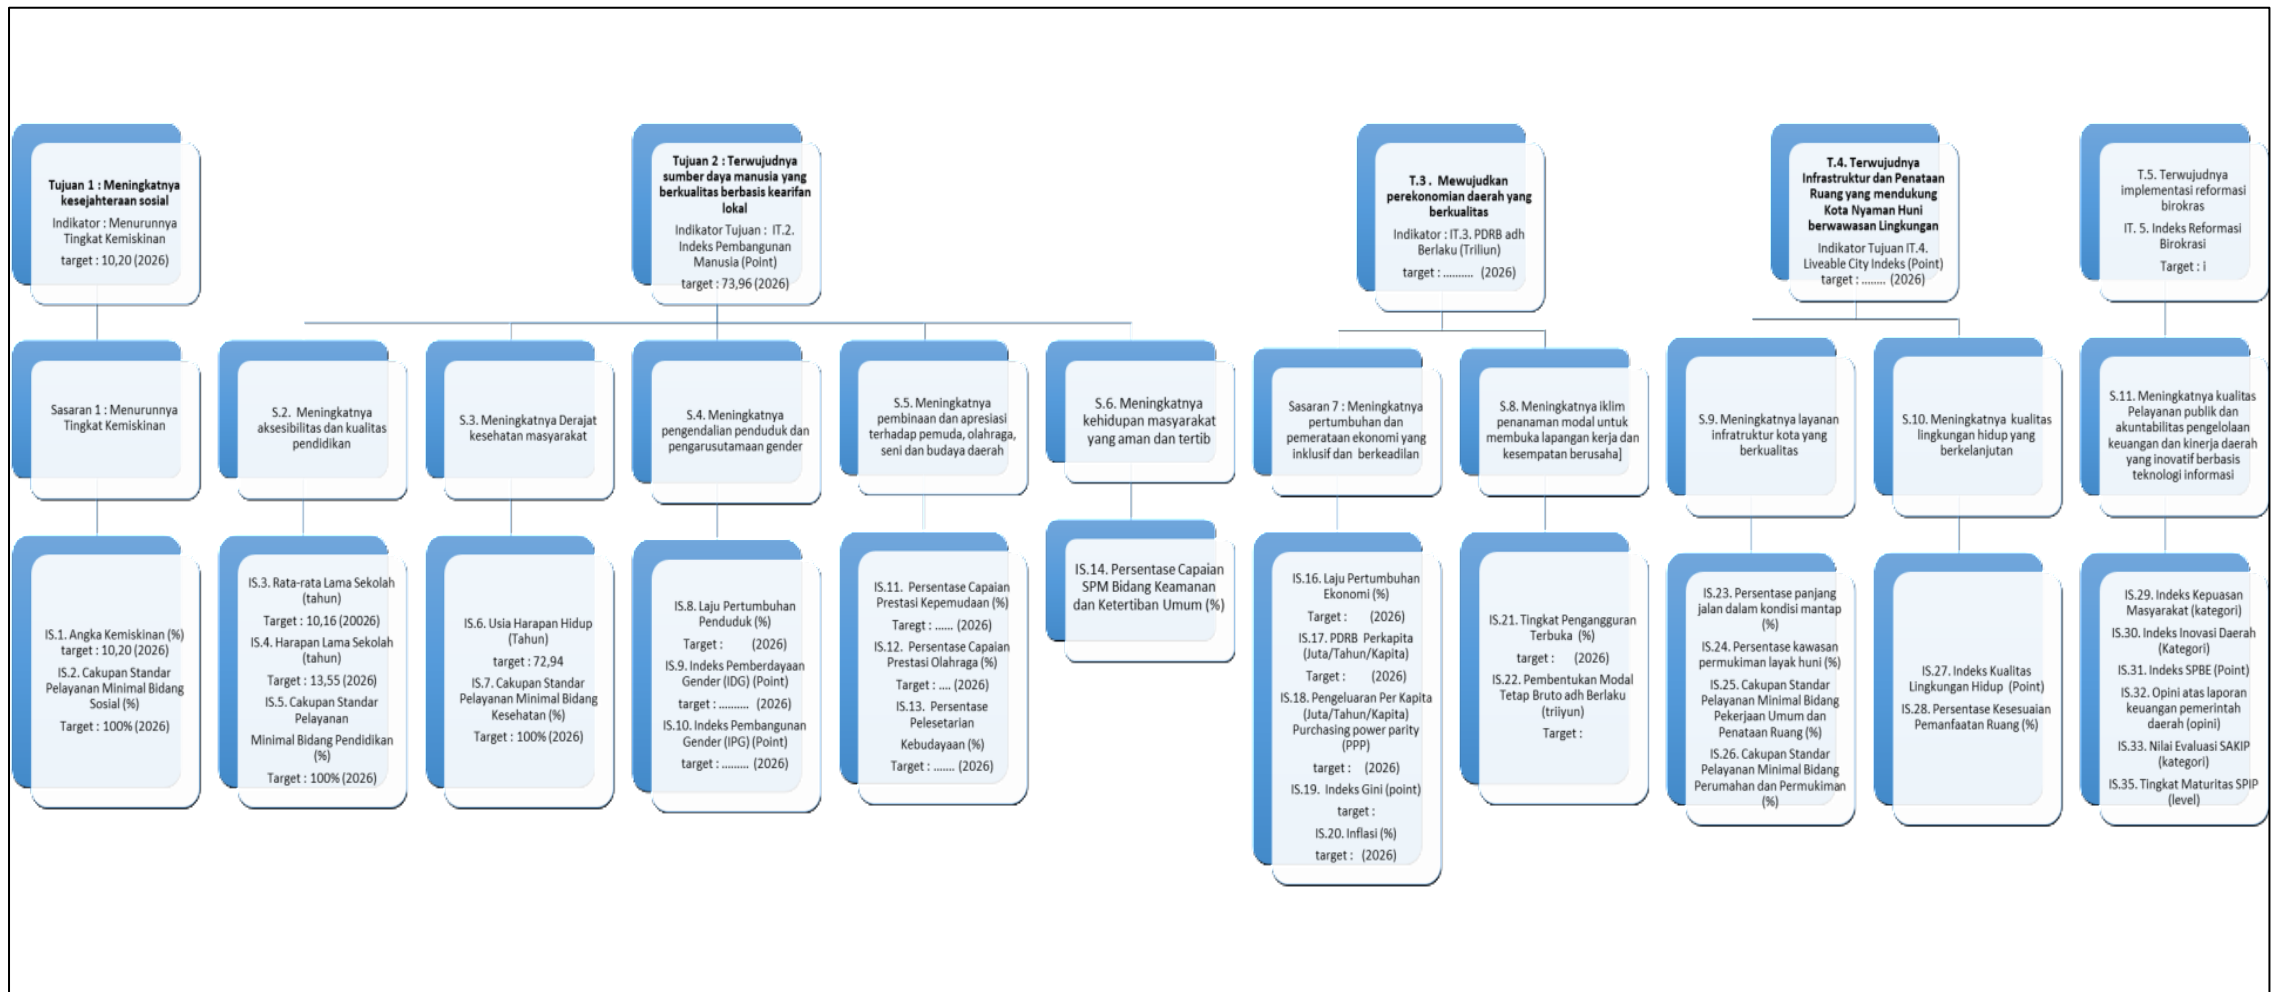 Tujuan 1 : Meningkatnya
kesejahteraan sosial
Indikator : Menurunnya
Tingkat Kemiskinan
target : 10,20 (2026)
Tujuan 2 : Terwujudnya
sumber daya manusia yang
berkualitas berbasis kearifan
lokal
Indikator Tujuan : IT.2.
Indeks Pembangunan
Manusia (Point)
target : 73,96 (2026)
T.3 . Mewujudkan
perekonomian daerah yang
berkualitas
Indikator : IT.3. PDRB adh
Berlaku (Triliun)
target : .......... (2026)
T.4. Terwujudnya
Infrastruktur dan Penataan
Ruang yang mendukung
Kota Nyaman Huni
berwawasan Lingkungan
Indikator Tujuan IT.4.
Liveable City Indeks (Point)
target : ........ (2026)
T.5. Terwujudnya
implementasi reformasi
birokras
IT. 5. Indeks Reformasi
Birokrasi
Target : i
Sasaran 1 : Menurunnya
Tingkat Kemiskinan
S.2. Meningkatnya
aksesibilitas dan kualitas
pendidikan
S.3. Meningkatnya Derajat
kesehatan masyarakat
S.4. Meningkatnya
pengendalian penduduk dan
pengarusutamaan gender
S.5. Meningkatnya
pembinaan dan apresiasi
terhadap pemuda, olahraga,
seni dan budaya daerah
S.6. Meningkatnya
kehidupan masyarakat
yang aman dan tertib
Sasaran 7 : Meningkatnya
pertumbuhan dan
pemerataan ekonomi yang
inklusif dan berkeadilan
S.8. Meningkatnya iklim
penanaman modal untuk
membuka lapangan kerja dan
kesempatan berusaha]
S.9. Meningkatnya layanan
infratruktur kota yang
berkualitas
S.10. Meningkatnya kualitas
lingkungan hidup yang
berkelanjutan
S.11. Meningkatnya kualitas
Pelayanan publik dan
akuntabilitas pengelolaan
keuangan dan kinerja daerah
yang inovatif berbasis
teknologi informasi
IS.1. Angka Kemiskinan (%)
target : 10,20 (2026)
IS.2. Cakupan Standar
Pelayanan Minimal Bidang
Sosial (%)
Target : 100% (2026)
IS.3. Rata-rata Lama Sekolah
(tahun)
Target : 10,16 (20026)
IS.4. Harapan Lama Sekolah
(tahun)
Target : 13,55 (2026)
IS.5. Cakupan Standar
Pelayanan
Minimal Bidang Pendidikan
(%)
Target : 100% (2026)
IS.6. Usia Harapan Hidup
(Tahun)
target : 72,94
IS.7. Cakupan Standar
Pelayanan Minimal Bidang
Kesehatan (%)
Target : 100% (2026)
IS.8. Laju Pertumbuhan
Penduduk (%)
Target : (2026)
IS.9. Indeks Pemberdayaan
Gender (IDG) (Point)
target : .......... (2026)
IS.10. Indeks Pembangunan
Gender (IPG) (Point)
target : ......... (2026)
IS.11. Persentase Capaian
Prestasi Kepemudaan (%)
Taregt : ...... (2026)
IS.12. Persentase Capaian
Prestasi Olahraga (%)
Target : .... (2026)
IS.13. Persentase
Pelesetarian
Kebudayaan (%)
Target : ....... (2026)
IS.14. Persentase Capaian
SPM Bidang Keamanan
dan Ketertiban Umum (%)
IS.16. Laju Pertumbuhan
Ekonomi (%)
Target : (2026)
IS.17. PDRB Perkapita
(Juta/Tahun/Kapita)
Target : (2026)
IS.18. Pengeluaran Per Kapita
(Juta/Tahun/Kapita)
Purchasing power parity
(PPP)
target : (2026)
IS.19. Indeks Gini (point)
target :
IS.20. Inflasi (%)
target : (2026)
IS.21. Tingkat Pengangguran
Terbuka (%)
target : (2026)
IS.22. Pembentukan Modal
Tetap Bruto adh Berlaku
(triiyun)
Target :
IS.23. Persentase panjang
jalan dalam kondisi mantap
(%)
IS.24. Persentase kawasan
permukiman layak huni (%)
IS.25. Cakupan Standar
Pelayanan Minimal Bidang
Pekerjaan Umum dan
Penataan Ruang (%)
IS.26. Cakupan Standar
Pelayanan Minimal Bidang
Perumahan dan Permukiman
(%)
IS.27. Indeks Kualitas
Lingkungan Hidup (Point)
IS.28. Persentase Kesesuaian
Pemanfaatan Ruang (%)
IS.29. Indeks Kepuasan
Masyarakat (kategori)
IS.30. Indeks Inovasi Daerah
(Kategori)
IS.31. Indeks SPBE (Point)
IS.32. Opini atas laporan
keuangan pemerintah
daerah (opini)
IS.33. Nilai Evaluasi SAKIP
(kategori)
IS.35. Tingkat Maturitas SPIP
(level)